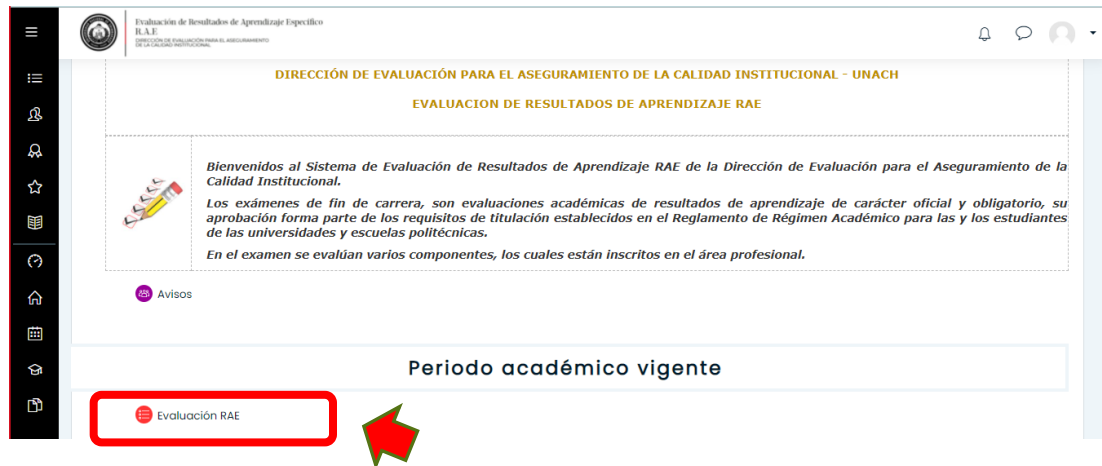 Evaluación de Resultados de Aprendizaje Específico
R.A.E
DIRECCIÓN DE EVALUACIÓN PARA EL ASEGURAMIENTO
DE LA CALIDAD INSTITUCIONAL
DIRECCIÓN DE EVALUACIÓN PARA EL ASEGURAMIENTO DE LA CALIDAD INSTITUCIONAL - UNACH
EVALUACION DE RESULTADOS DE APRENDIZAJE RAE
Bienvenidos al Sistema de Evaluación de Resultados de Aprendizaje RAE de la Dirección de Evaluación para el Aseguramiento de la
Calidad Institucional.
Los exámenes de fin de carrera, son evaluaciones académicas de resultados de aprendizaje de carácter oficial y obligatorio, su
aprobación forma parte de los requisitos de titulación establecidos en el Reglamento de Régimen Académico para las y los estudiantes
de las universidades y escuelas politécnicas.
En el examen se evalúan varios componentes, los cuales están inscritos en el área profesional.
Avisos
Periodo académico vigente
Evaluación RAE